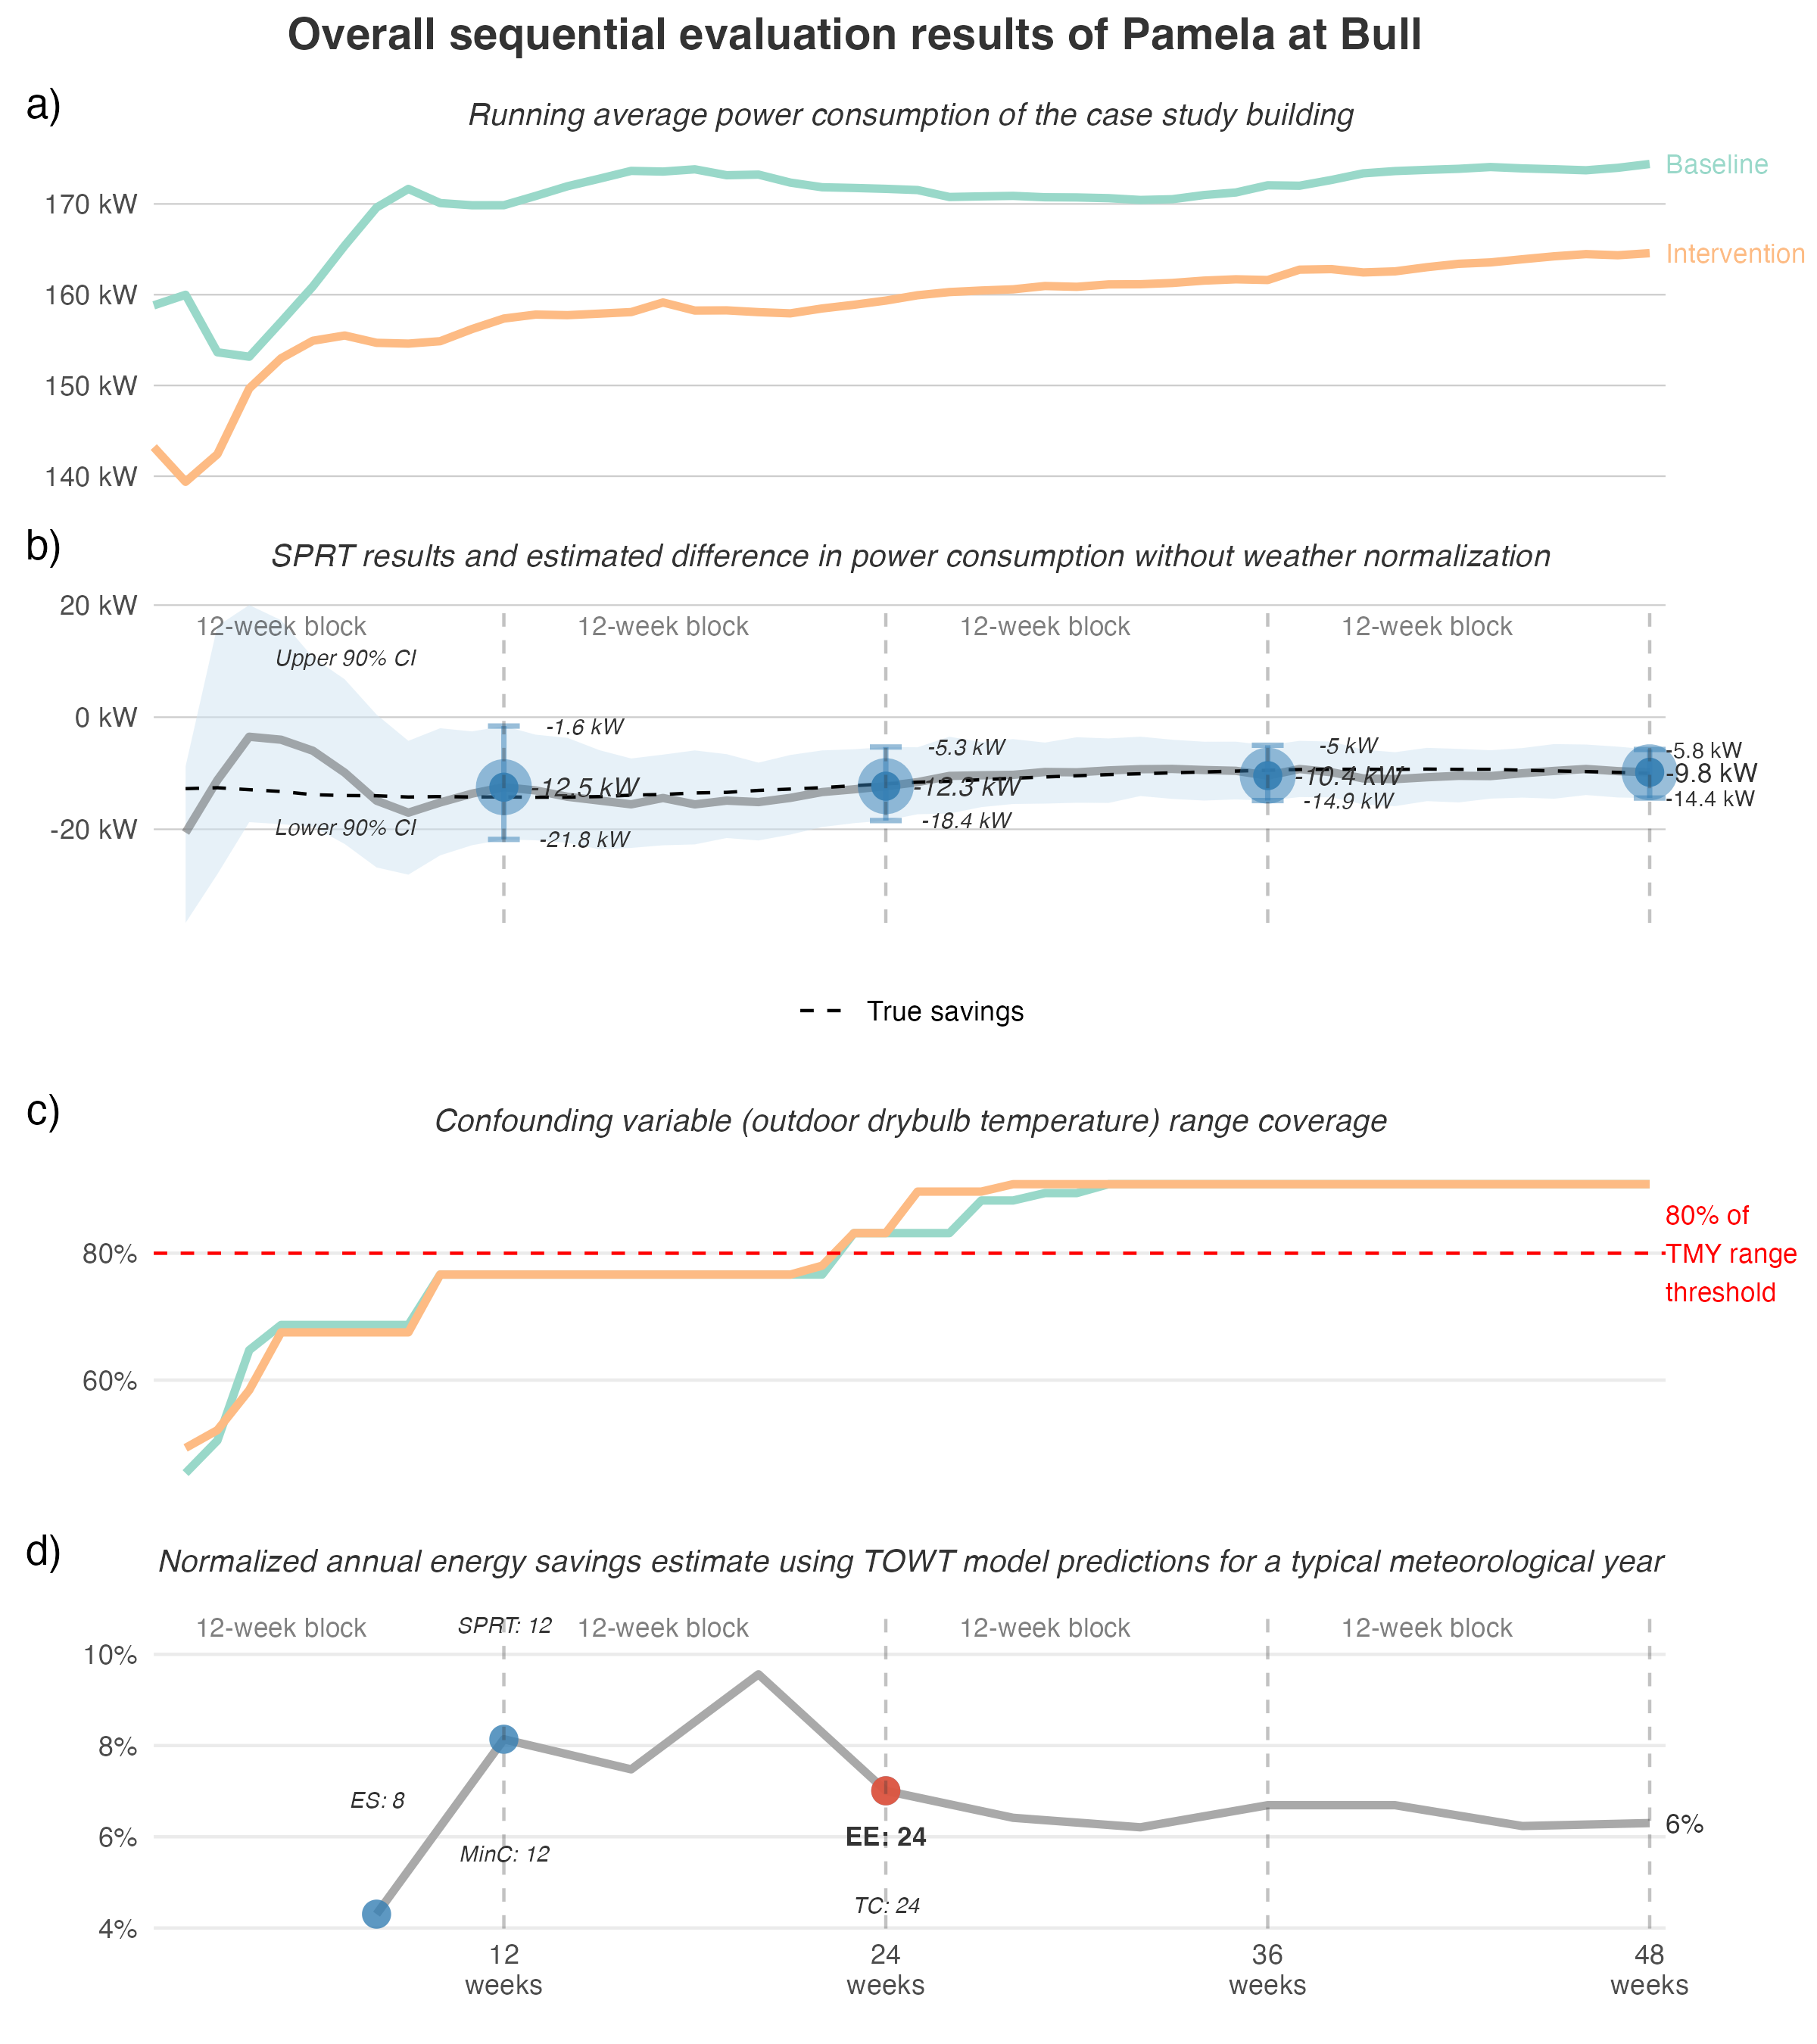 Overall sequential evaluation results of Pamela at Bull
a)
Running average power consumption of the case study building
Baseline
170 kW
Intervention
160 kW
150 kW
140 kW
b)
SPRT results and estimated difference in power consumption without weather normalization
20 kW
12-week block
12-week block
12-week block
12-week block
Upper 90% CI
0 kW
-1.6 kW
-5.3 kW
-5 kW
-5.8 kW
-12.5 kW
-12.3 kW
-10.4 kW
-9.8 kW
-14.9 kW
-14.4 kW
-18.4 kW
Lower 90% CI
-20 kW
-21.8 kW
True savings
c)
Confounding variable (outdoor drybulb temperature) range coverage
80% of
TMY range
threshold
80%
60%
d)
Normalized annual energy savings estimate using TOWT model predictions for a typical meteorological year
12-week block
SPRT: 12
12-week block
12-week block
12-week block
10%
8%
ES: 8
6%
MinC: 12
EE: 24
6%
TC: 24
4%
12
weeks
24
weeks
36
weeks
48
weeks